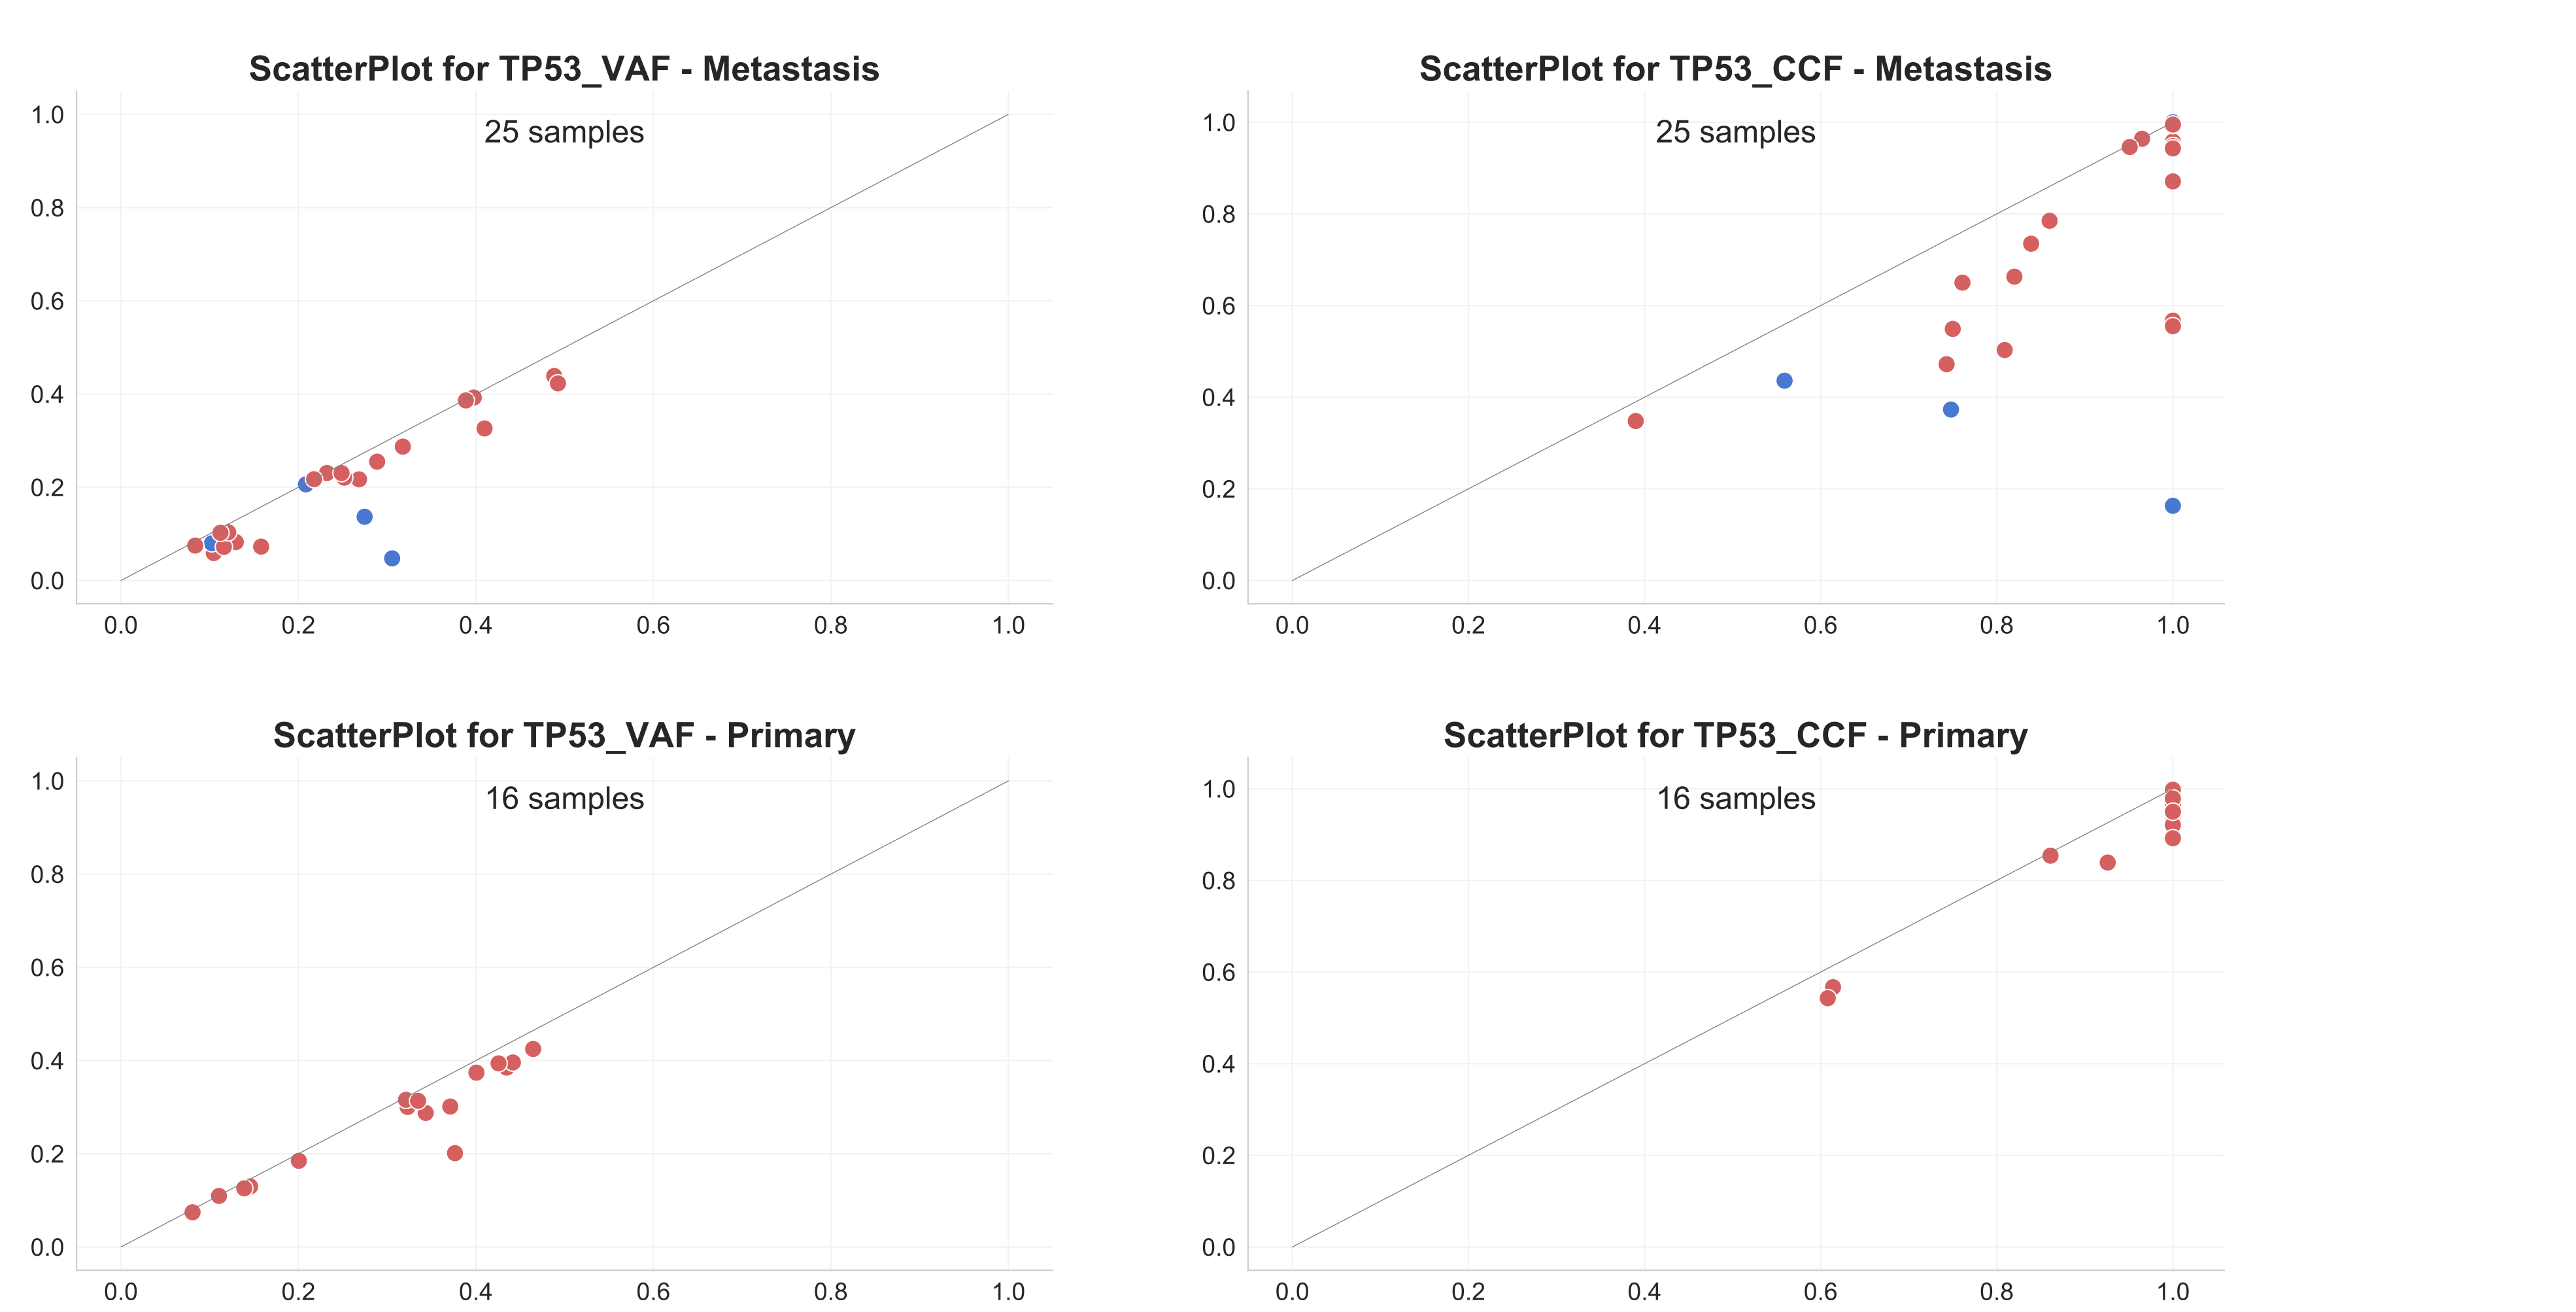 ScatterPlot for TP53_VAF - Metastasis
25 samples
1.0
0.8
0.6
0.4
0.2
0.0
0.0 0.2 0.4 0.6 0.8 1.0
ScatterPlot for TP53_CCF - Metastasis
25 samples
1.0
0.8
0.6
0.4
0.2
0.0
0.0 0.2 0.4 0.6 0.8 1.0
ScatterPlot for TP53_VAF - Primary
16 samples
1.0
0.8
0.6
0.4
0.2
0.0
0.0 0.2 0.4 0.6 0.8 1.0
ScatterPlot for TP53_CCF - Primary
16 samples
1.0
0.8
0.6
0.4
0.2
0.0
0.0 0.2 0.4 0.6 0.8 1.0